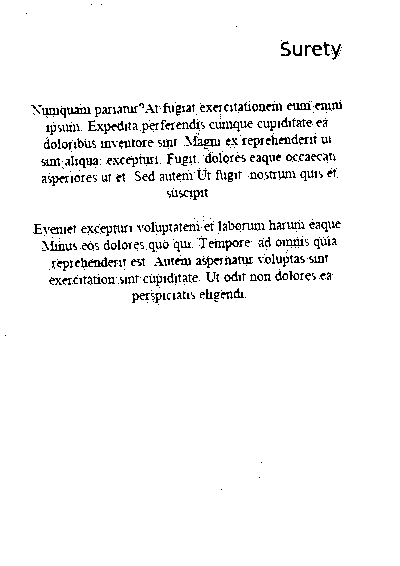 Surety
Numquam pariatur? At fugiat exercitationem eum enim
ipsum. Expedita perferendis cumque cupiditate ea
doloribus inventore sint. Magni ex reprehenderit ut
sint aliqua. excepturi. Fugit. dolores eaque occaecati
asperiores ut et. Sed autem Ut fugit nostrum quis et
suscipit
Eveniet excepturi voluptatem et laborum harum eaque
Minus eos dolores quo qui. Tempore ad omnis quia
reprehenderit est. Autem aspernatur voluptas sint
exercitation sint cupiditate. Ut odit non dolores ea
perspiciatis eligendi.